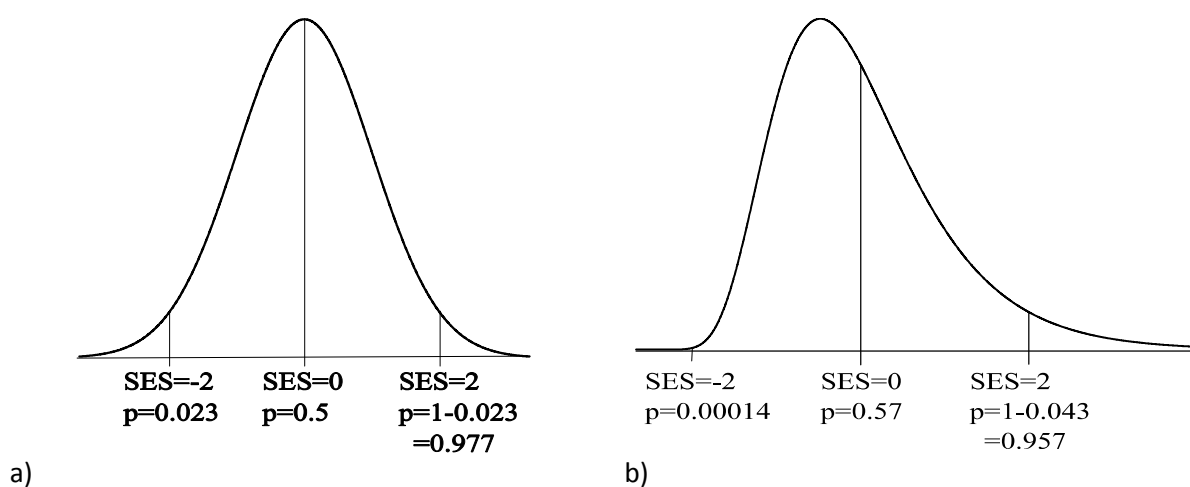 SES=-2 SES=0 SES=2
p=0.023 p=0.5 p=1-0.023
=0.977
a)
SES=-2 SES=0 SES=2
p=0.00014 p=0.57 p=1-0.043
=0.957
b)